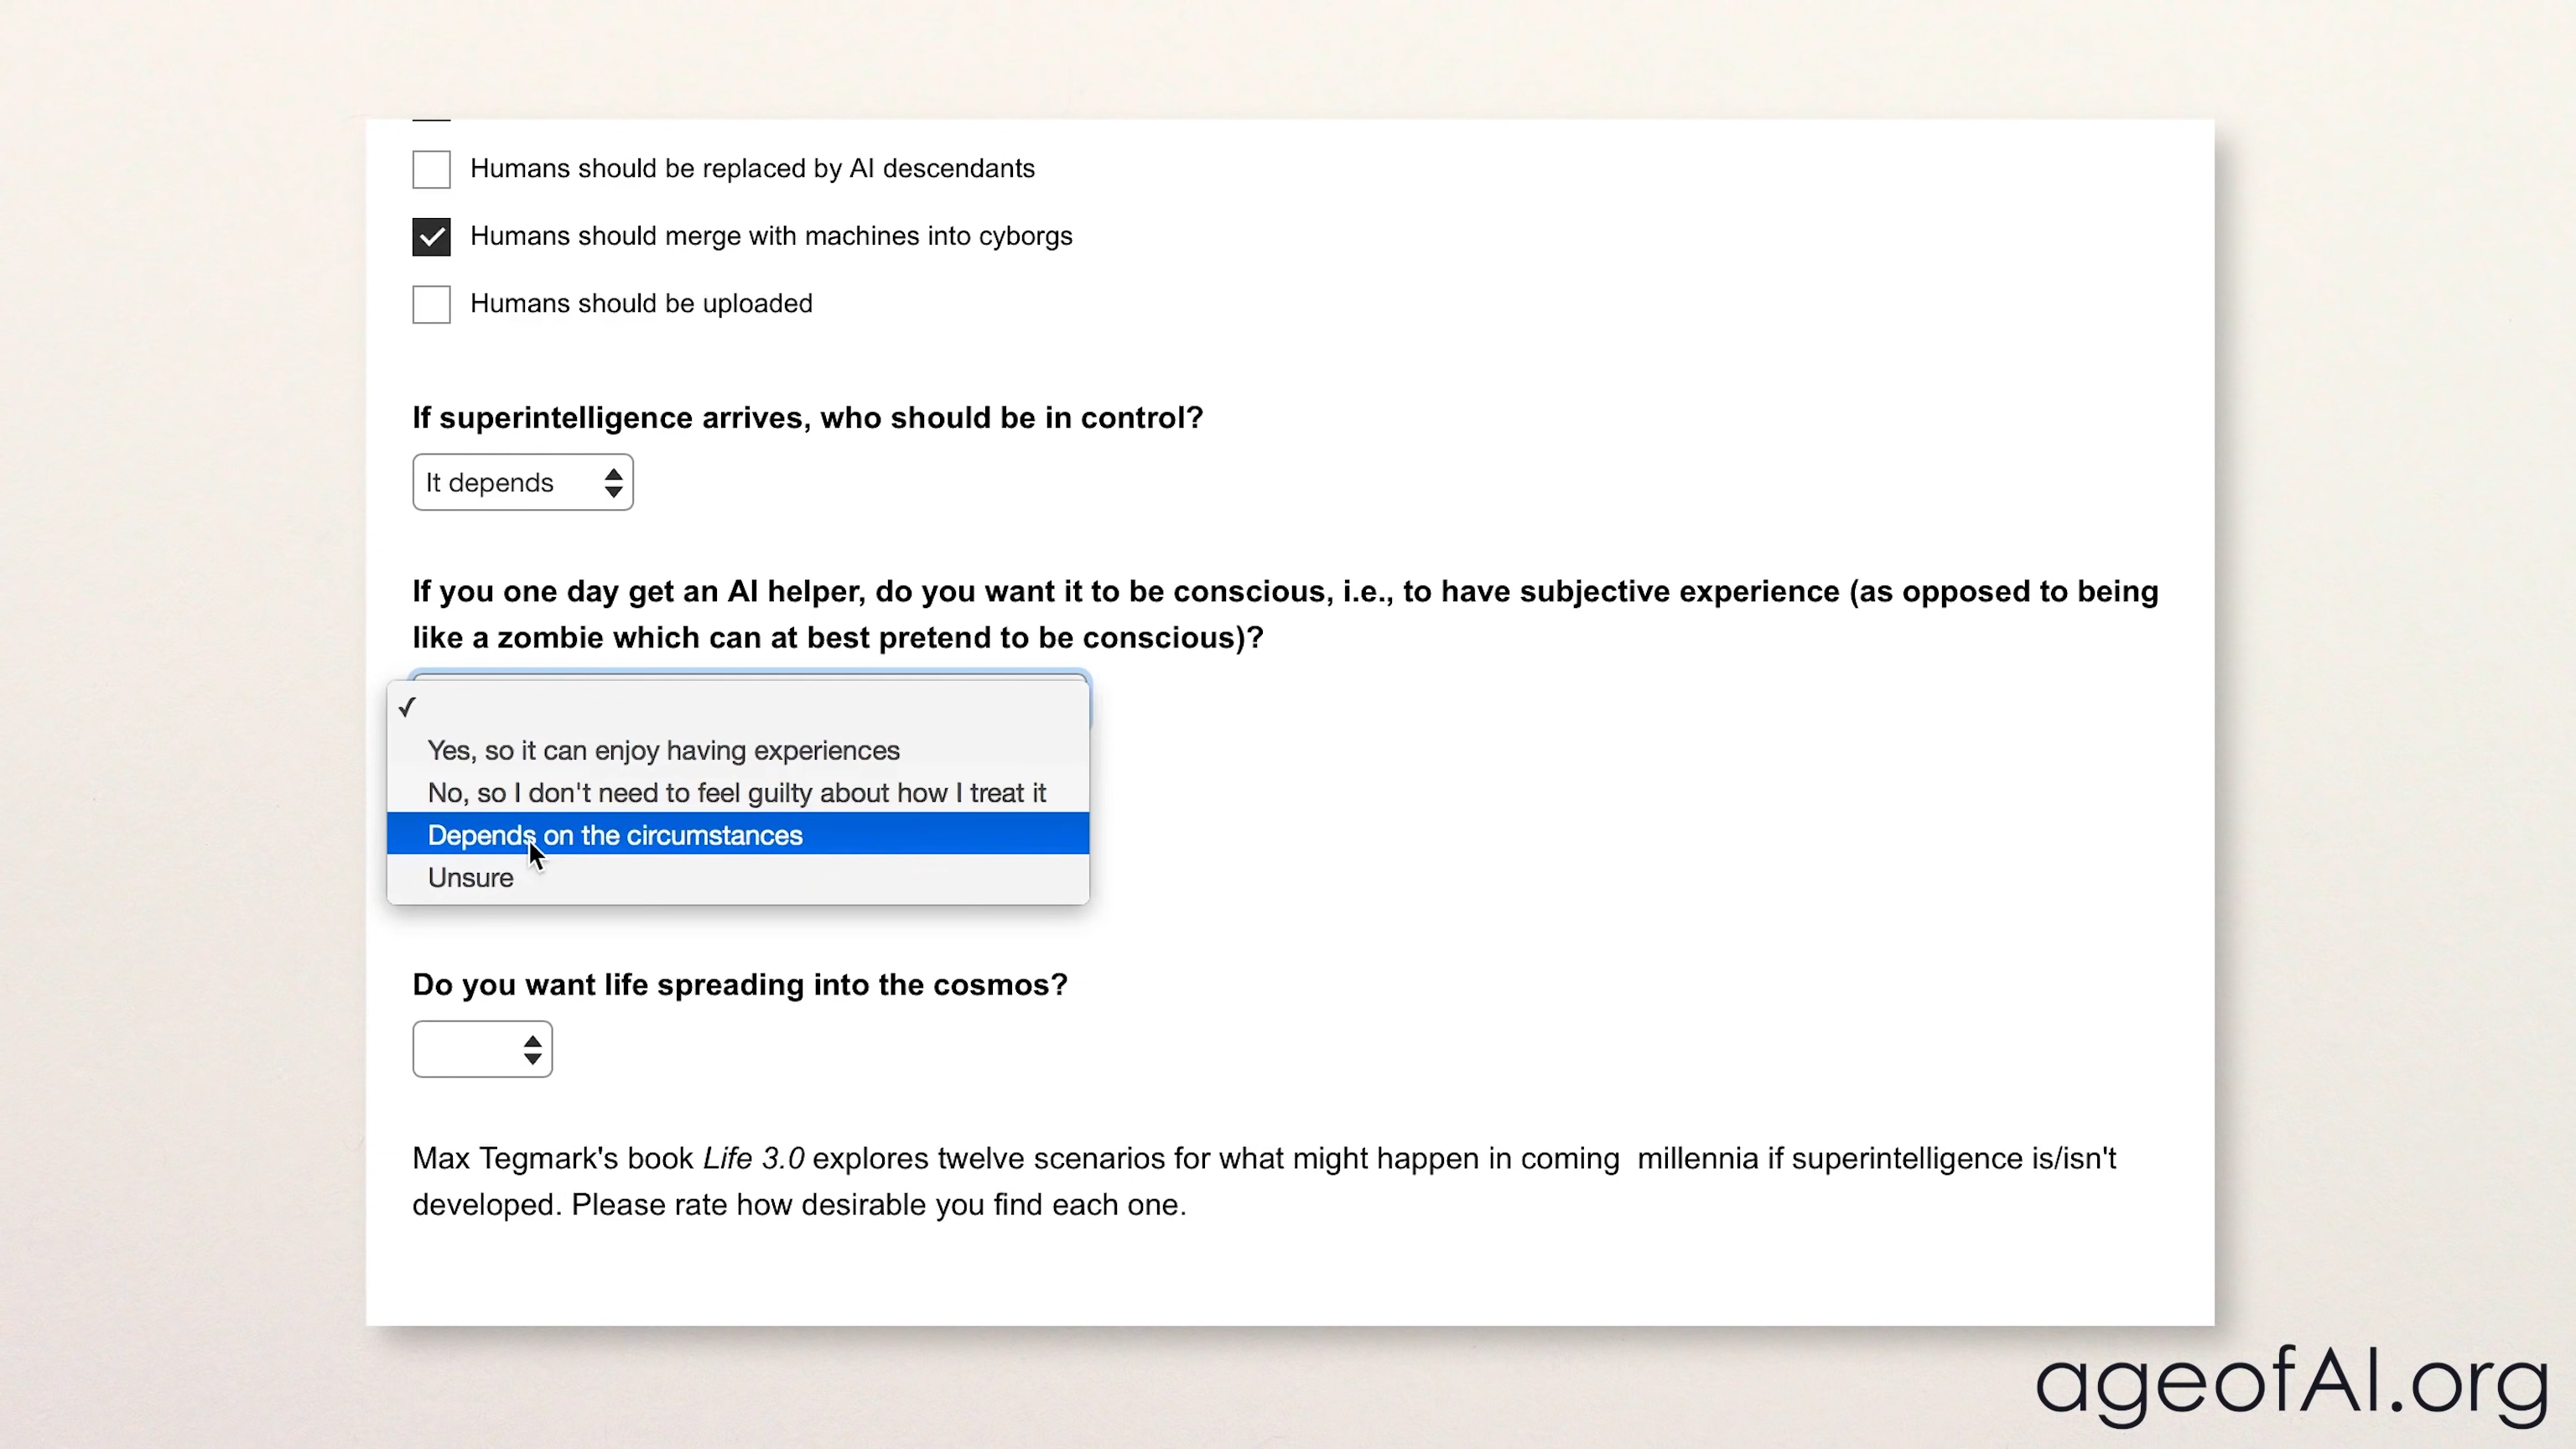 Humans should be replaced by AI descendants
Humans should merge with machines into cyborgs
Humans should be uploaded
If superintelligence arrives, who should be in control?
It depends
If you one day get an AI helper, do you want it to be conscious, i.e., to have subjective experience (as opposed to being
like a zombie which can at best pretend to be conscious)?
Yes, so it can enjoy having experiences
No, so I don't need to feel guilty about how I treat it
Depends on the circumstances
Unsure
Do you want life spreading into the cosmos?
Max Tegmark's book Life 3.0 explores twelve scenarios for what might happen in coming millennia if superintelligence is/isn't
developed. Please rate how desirable you find each one.
ageofAI.org